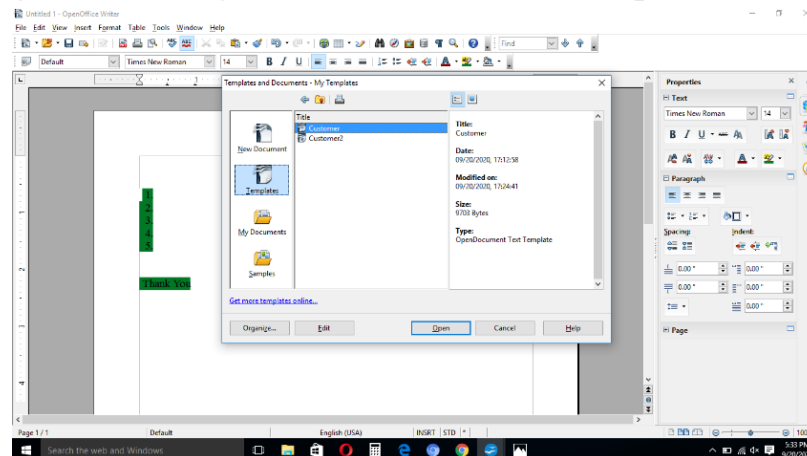 Untitled 1 - OpenOffice Writer
File Edit View Insert Format Table Tools Window Help
Find
Default Times New Roman 14 B I U
Templates and Documents - My Templates
New Document
Templates
My Documents
Samples
Title
Customer
Customer2
Title:
Customer
Date:
09/20/2020, 17:12:58
Modified on:
09/20/2020, 17:24:41
Size:
9703 Bytes
Type:
OpenDocument Text Template
Get more templates online...
Organize... Edit Open Cancel Help
1.
2.
3.
4.
5.
Thank You
Properties
Text
Times New Roman 14
B I U
Paragraph
Spacing: Indent:
0.00 " 0.00 "
0.00 " 0.00 "
0.00 "
Page
Page 1 / 1 Default English (USA) INSRT STD * 100
Search the web and Windows
5:33 PM